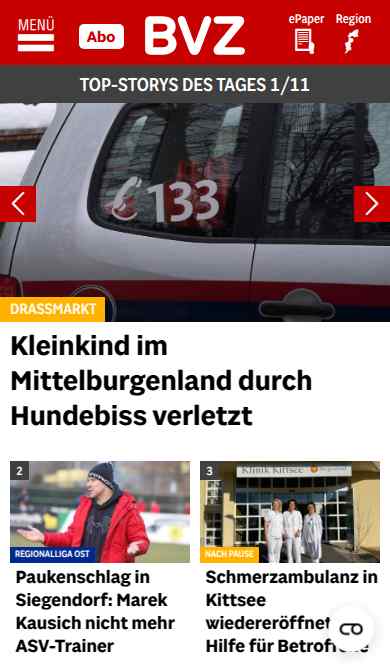 MENÜ
Abo
BVZ
ePaper
Region
TOP-STORYS DES TAGES 1/11
133
DRASSMARKT
Kleinkind im
Mittelburgenland durch
Hundebiss verletzt
2
REGIONALLIGA OST
Paukenschlag in
Siegendorf: Marek
Kausich nicht mehr
ASV-Trainer
3
Klinik Kittsee
NACH PAUSE
Schmerzambulanz in
Kittsee
wiedereröffnet
Hilfe für